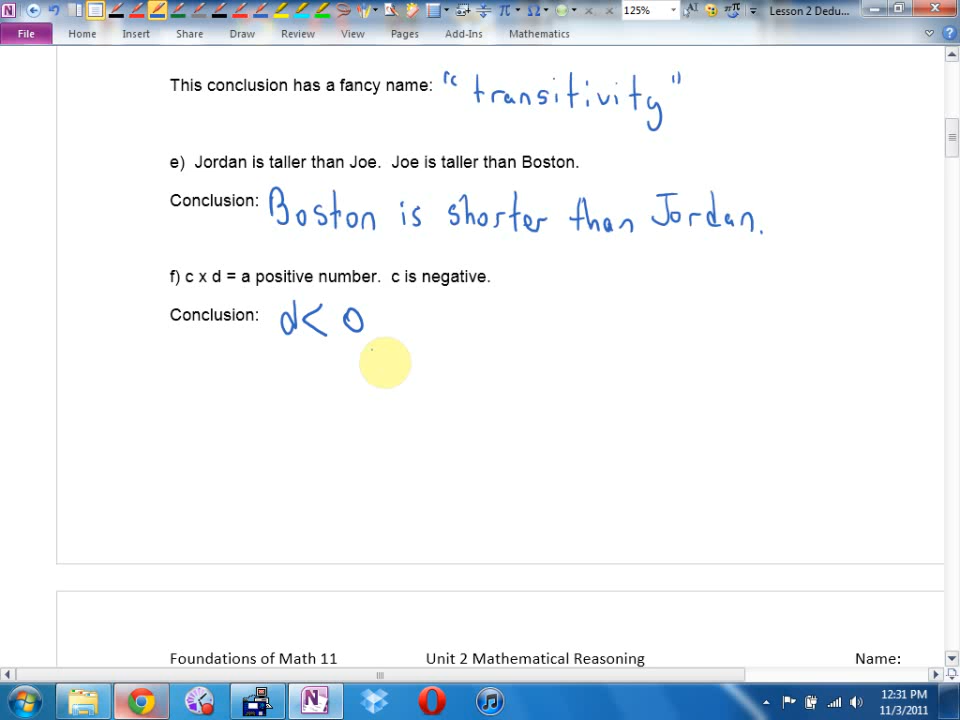 125%
Lesson 2 Dedu...
File Home Insert Share Draw Review View Pages Add-Ins Mathematics
This conclusion has a fancy name: "transitivity"
e) Jordan is taller than Joe. Joe is taller than Boston.
Conclusion: Boston is shorter than Jordan.
f) c x d = a positive number. c is negative.
Conclusion: d < 0
Foundations of Math 11 Unit 2 Mathematical Reasoning Name:
12:31 PM
11/3/2011